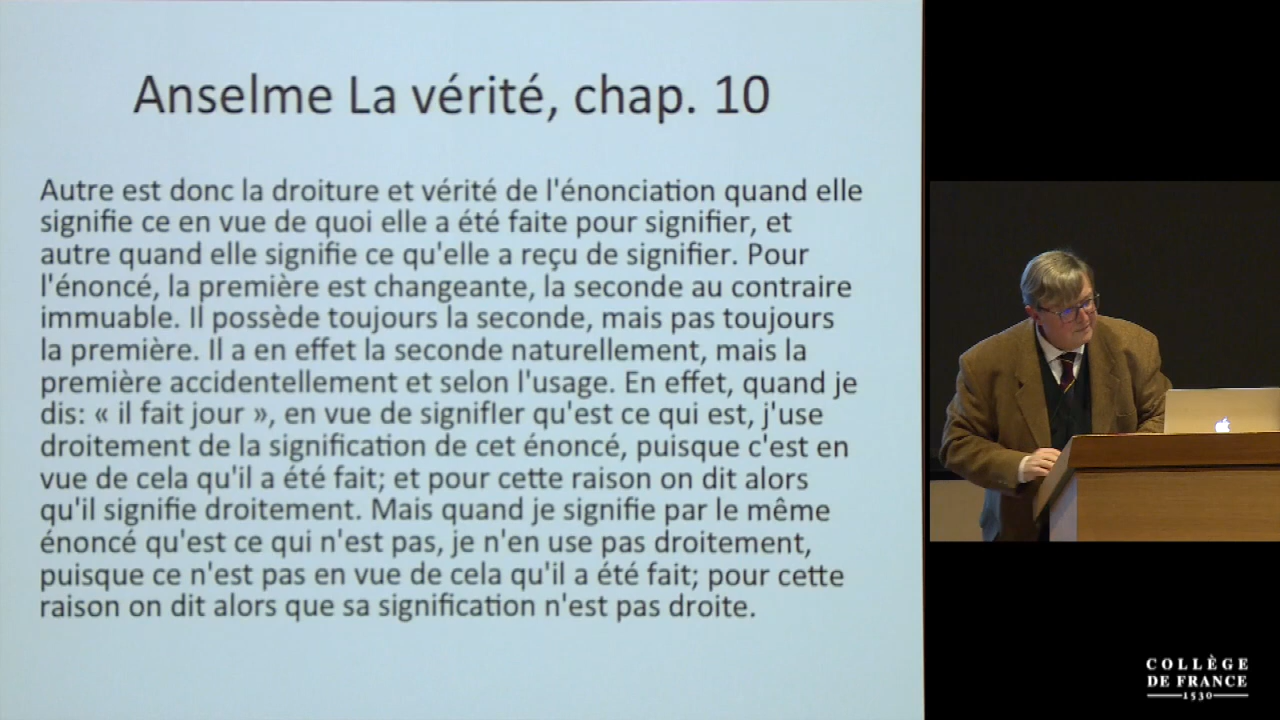 Anselme La vérité, chap. 10
Autre est donc la droiture et vérité de l'énonciation quand elle
signifie ce en vue de quoi elle a été faite pour signifier, et
autre quand elle signifie ce qu'elle a reçu de signifier. Pour
l'énoncé, la première est changeante, la seconde au contraire
immuable. Il possède toujours la seconde, mais pas toujours
la première. Il a en effet la seconde naturellement, mais la
première accidentellement et selon l'usage. En effet, quand je
dis: « il fait jour », en vue de signifler qu'est ce qui est, j'use
droitement de la signification de cet énoncé, puisque c'est en
vue de cela qu'il a été fait; et pour cette raison on dit alors
qu'il signifie droitement. Mais quand je signifie par le même
énoncé qu'est ce qui n'est pas, je n'en use pas droitement,
puisque ce n'est pas en vue de cela qu'il a été fait; pour cette
raison on dit alors que sa signification n'est pas droite.
COLLÈGE
DE FRANCE
1530